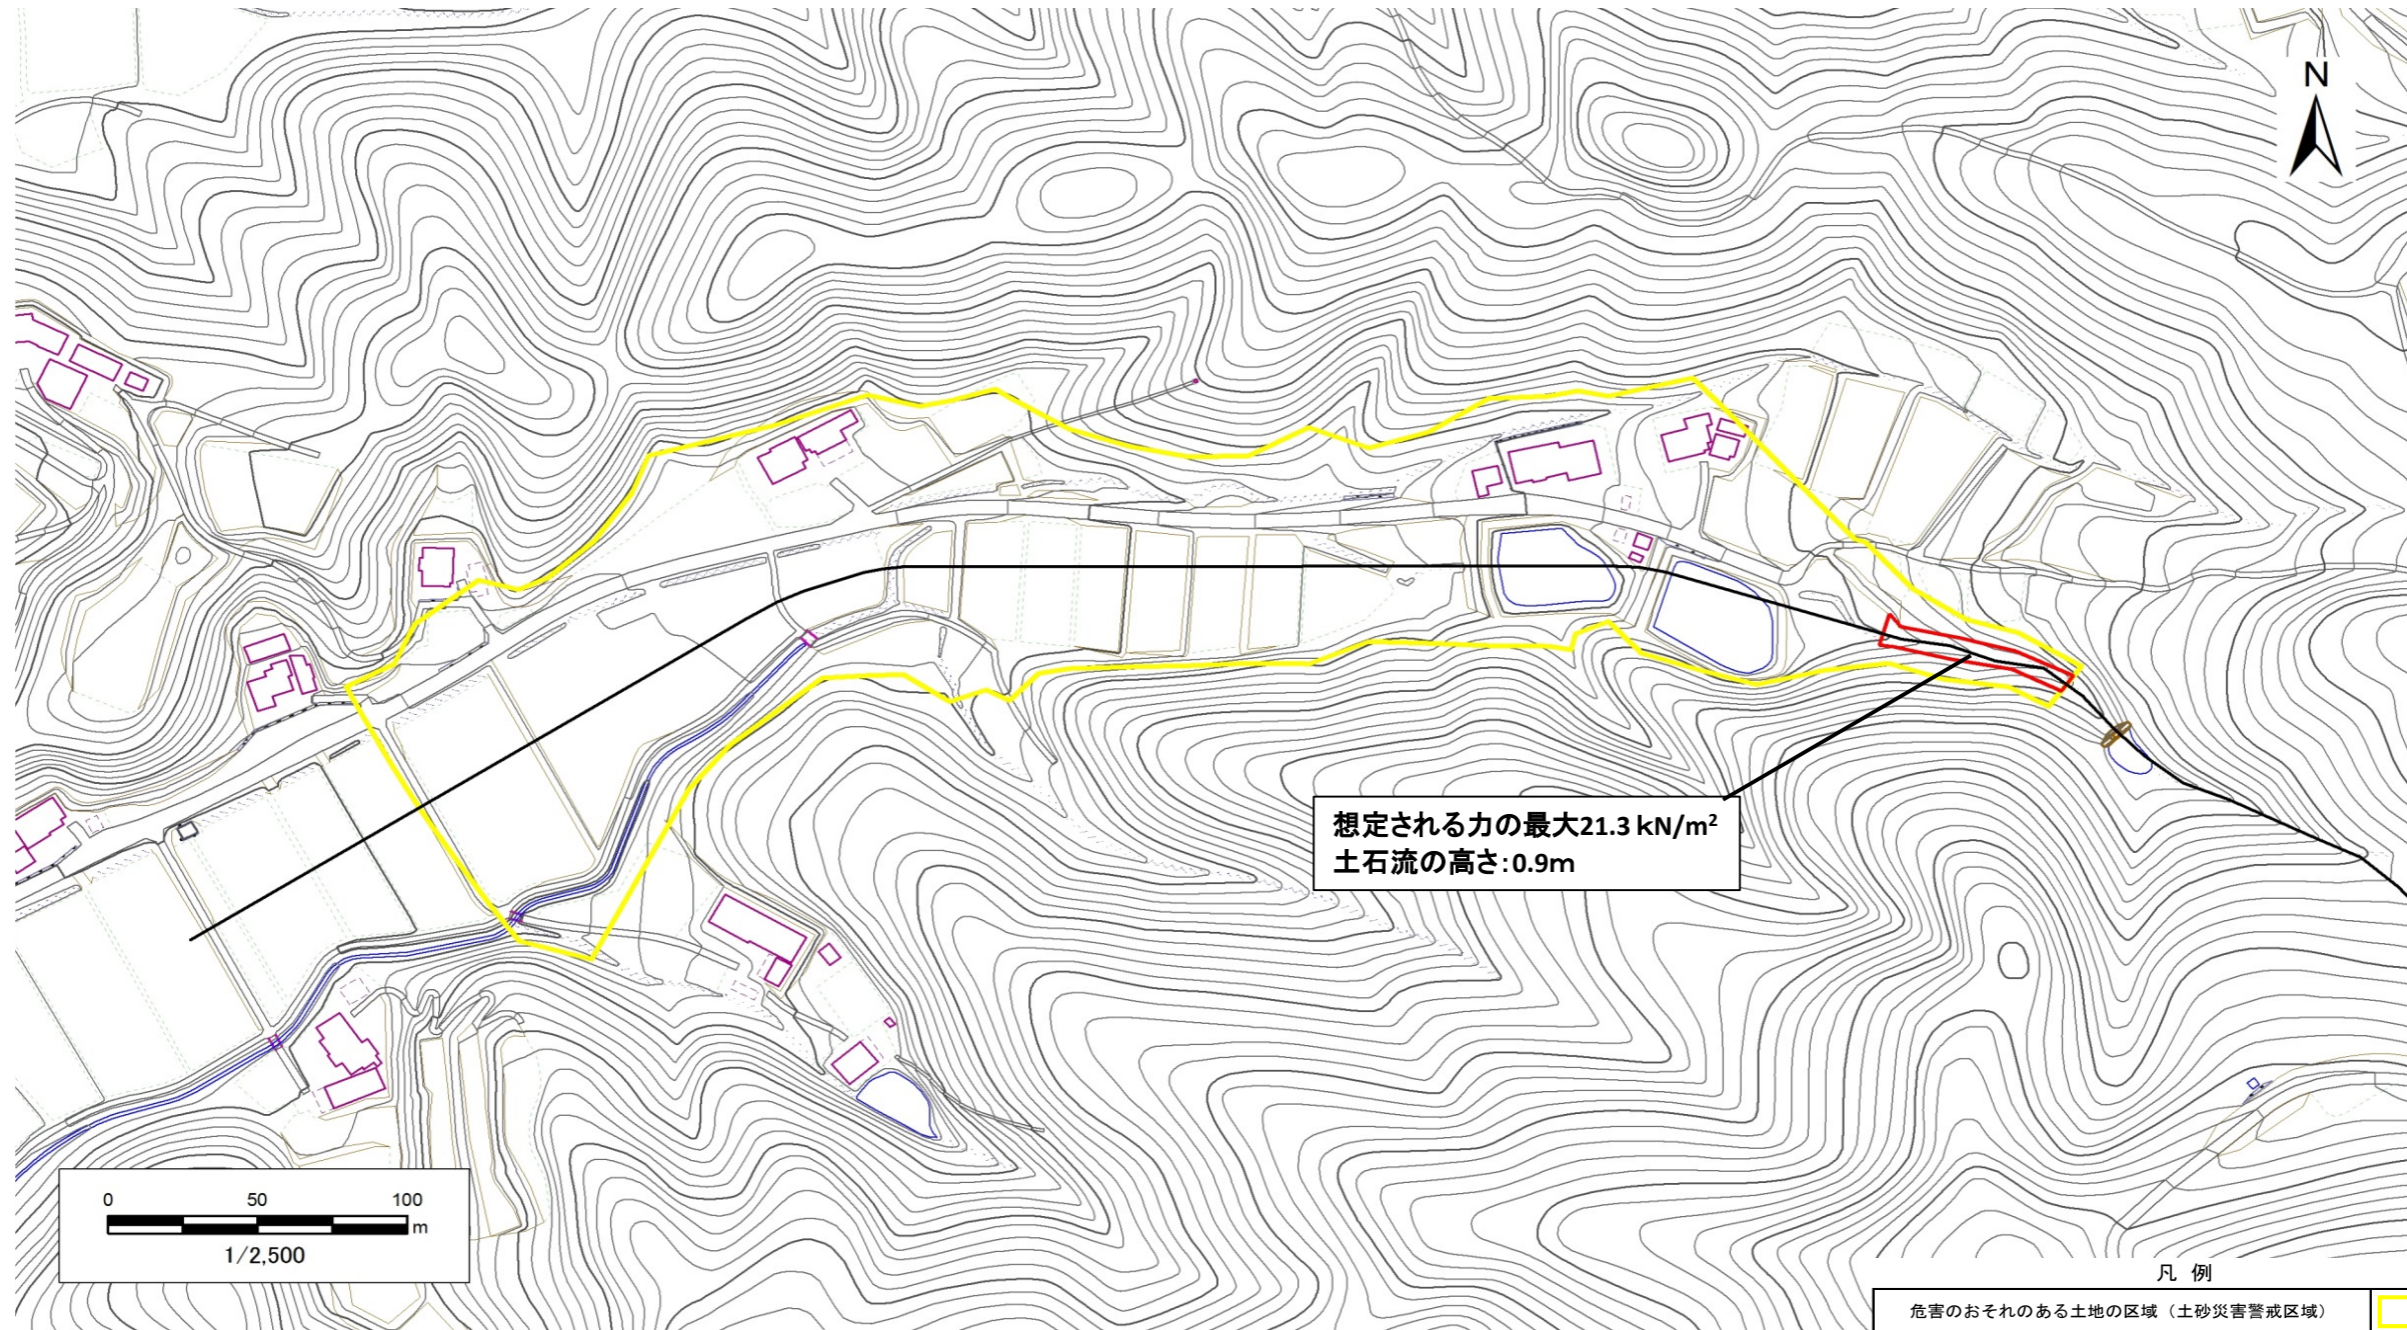 N
想定される力の最大21.3 kN/m²
土石流の高さ：0.9m
0 50 100
m
1/2,500
凡 例
危害のおそれのある土地の区域（土砂災害警戒区域）